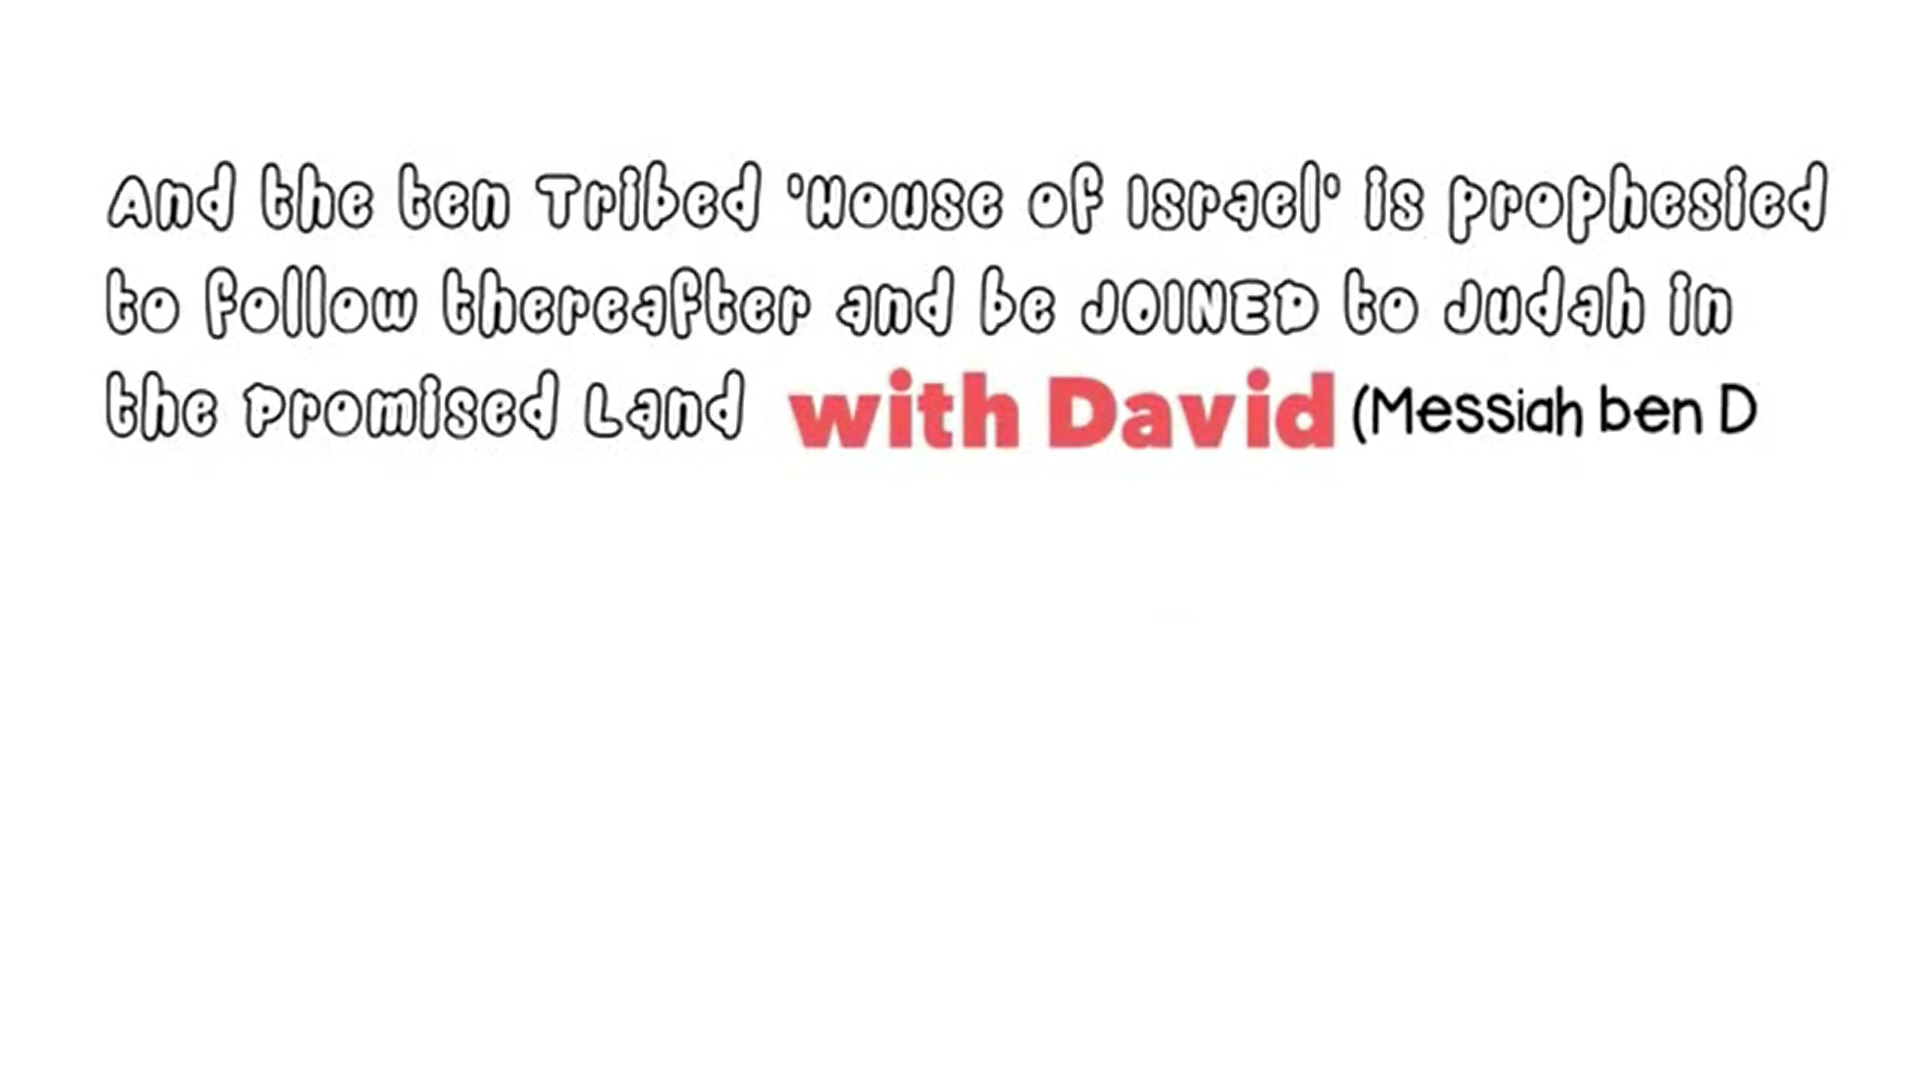 And the ten Tribed 'House of Israel' is prophesied
to follow thereafter and be JOINED to Judah in
the Promised Land with David (Messiah ben D